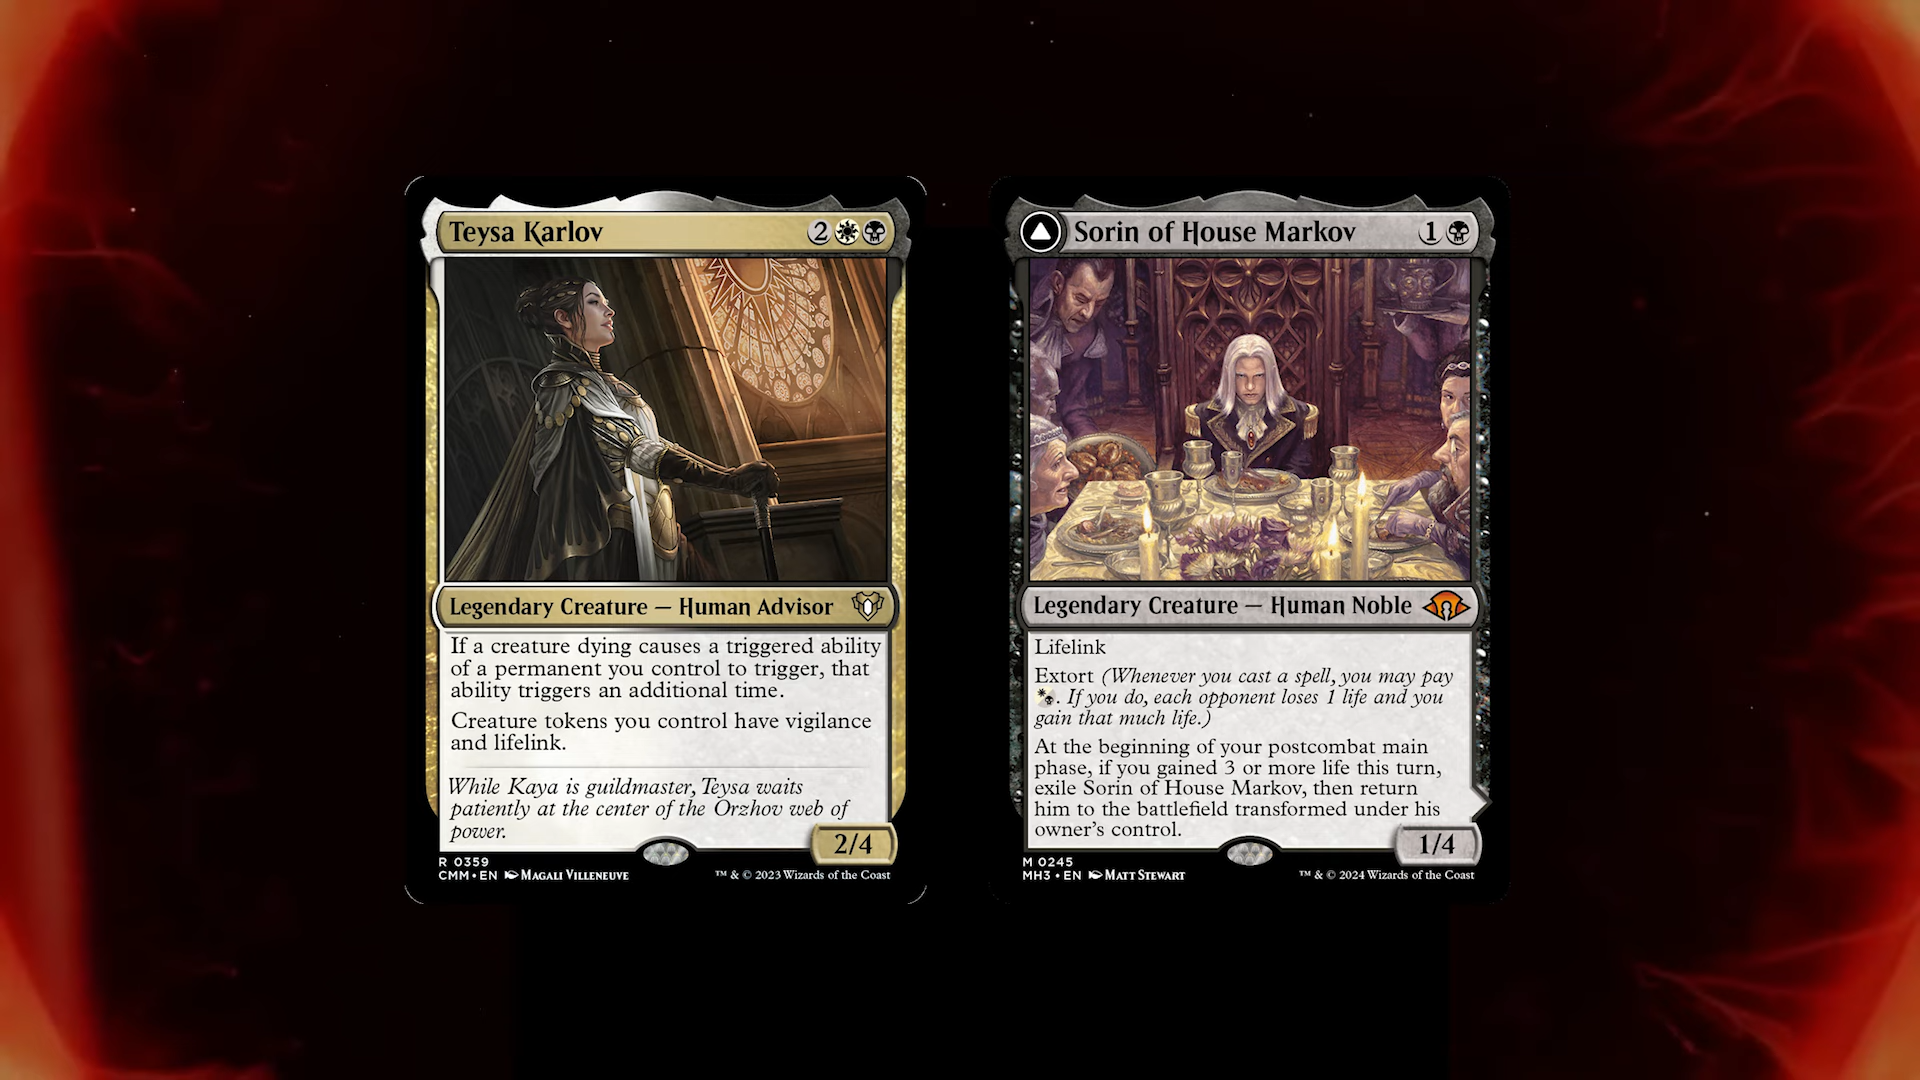 Teysa Karlov 2
Legendary Creature — Human Advisor
If a creature dying causes a triggered ability
of a permanent you control to trigger, that
ability triggers an additional time.
Creature tokens you control have vigilance
and lifelink.
While Kaya is guildmaster, Teysa waits
patiently at the center of the Orzhov web of
power.
2/4
R 0359
CMM • EN MAGALI VILLENEUVE ™ & © 2023 Wizards of the Coast
Sorin of House Markov 1
Legendary Creature — Human Noble
Lifelink
Extort (Whenever you cast a spell, you may pay
. If you do, each opponent loses 1 life and you
gain that much life.)
At the beginning of your postcombat main
phase, if you gained 3 or more life this turn,
exile Sorin of House Markov, then return
him to the battlefield transformed under his
owner's control.
1/4
M 0245
MH3 • EN MATT STEWART ™ & © 2024 Wizards of the Coast